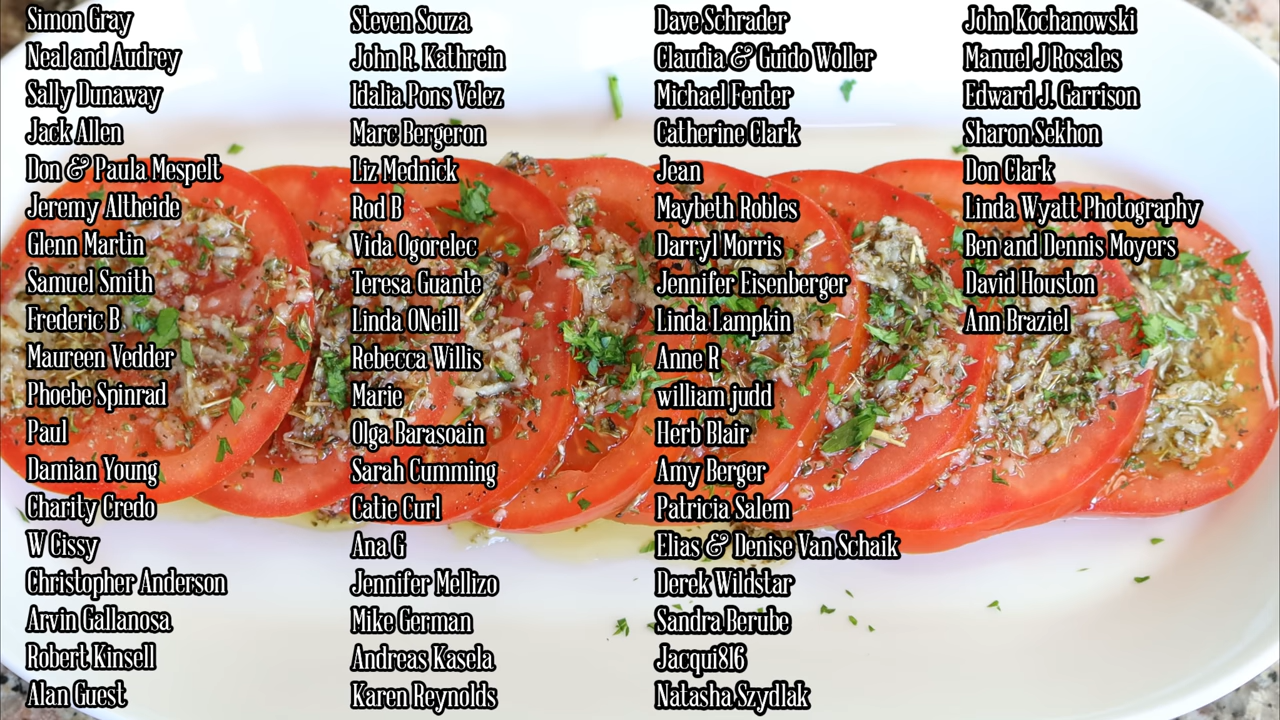 Simon Gray
Neal and Audrey
Sally Dunaway
Jack Allen
Don & Paula Mespelt
Jeremy Altheide
Glenn Martin
Samuel Smith
Frederic B
Maureen Vedder
Phoebe Spinrad
Paul
Damian Young
Charity Credo
W Cissy
Christopher Anderson
Arvin Gallanosa
Robert Kinsell
Alan Guest
Steven Souza
John R. Kathrein
Idalia Pons Velez
Marc Bergeron
Liz Mednick
Rod B
Vida Ogorelec
Teresa Guante
Linda ONeill
Rebecca Willis
Marie
Olga Barasoain
Sarah Cumming
Catie Curl
Ana G
Jennifer Mellizo
Mike German
Andreas Kasela
Karen Reynolds
Dave Schrader
Claudia & Guido Woller
Michael Fenter
Catherine Clark
Jean
Maybeth Robles
Darryl Morris
Jennifer Eisenberger
Linda Lampkin
Anne R
william judd
Herb Blair
Amy Berger
Patricia Salem
Elias & Denise Van Schaik
Derek Wildstar
Sandra Berube
Jacqui816
Natasha Szydlak
John Kochanowski
Manuel J Rosales
Edward J. Garrison
Sharon Sekhon
Don Clark
Linda Wyatt Photography
Ben and Dennis Moyers
David Houston
Ann Braziel